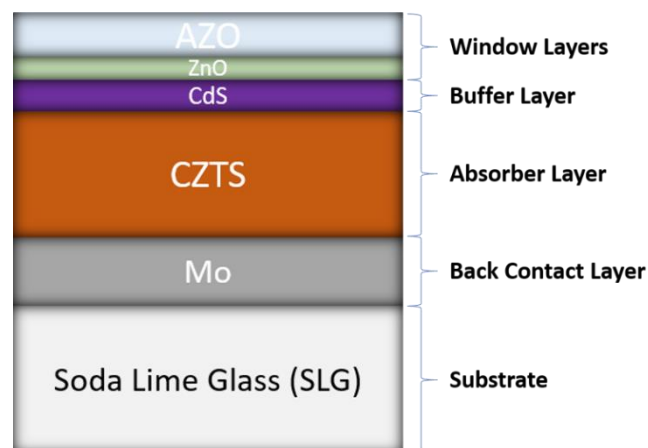 AZO
Window Layers
ZnO
CdS
Buffer Layer
CZTS
Absorber Layer
Mo
Back Contact Layer
Soda Lime Glass (SLG)
Substrate